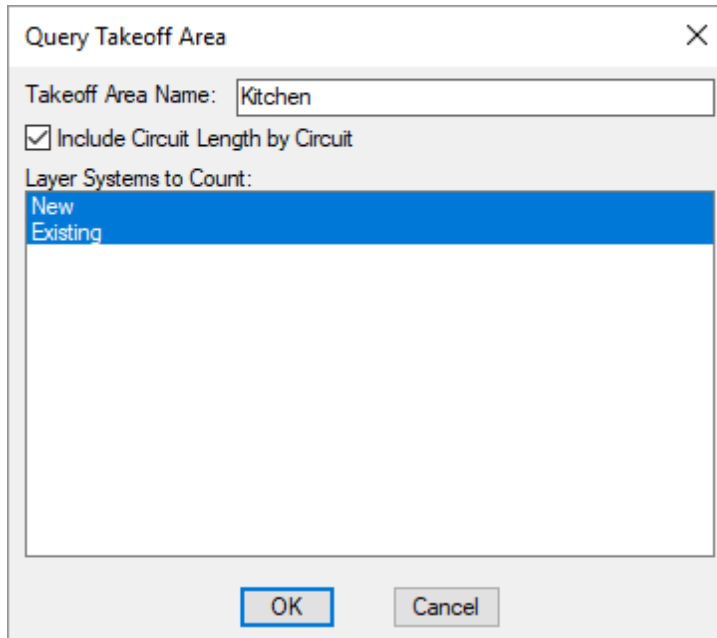 Query Takeoff Area
Takeoff Area Name: Kitchen
Include Circuit Length by Circuit
Layer Systems to Count:
New
Existing
OK Cancel